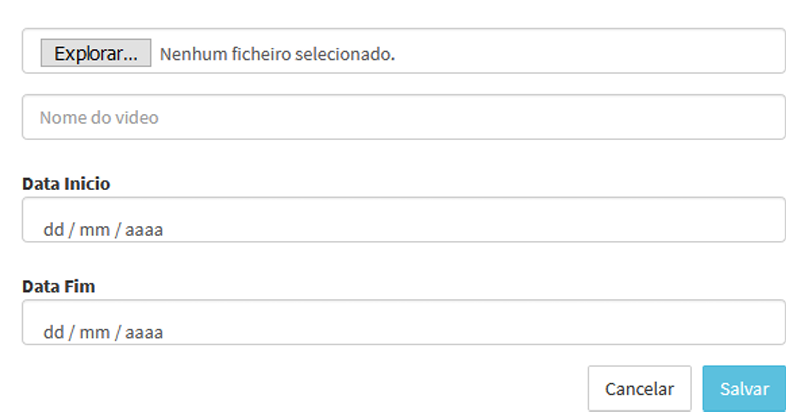 Explorar... Nenhum ficheiro selecionado.
Nome do video
Data Inicio
dd / mm / aaaa
Data Fim
dd / mm / aaaa
Cancelar Salvar